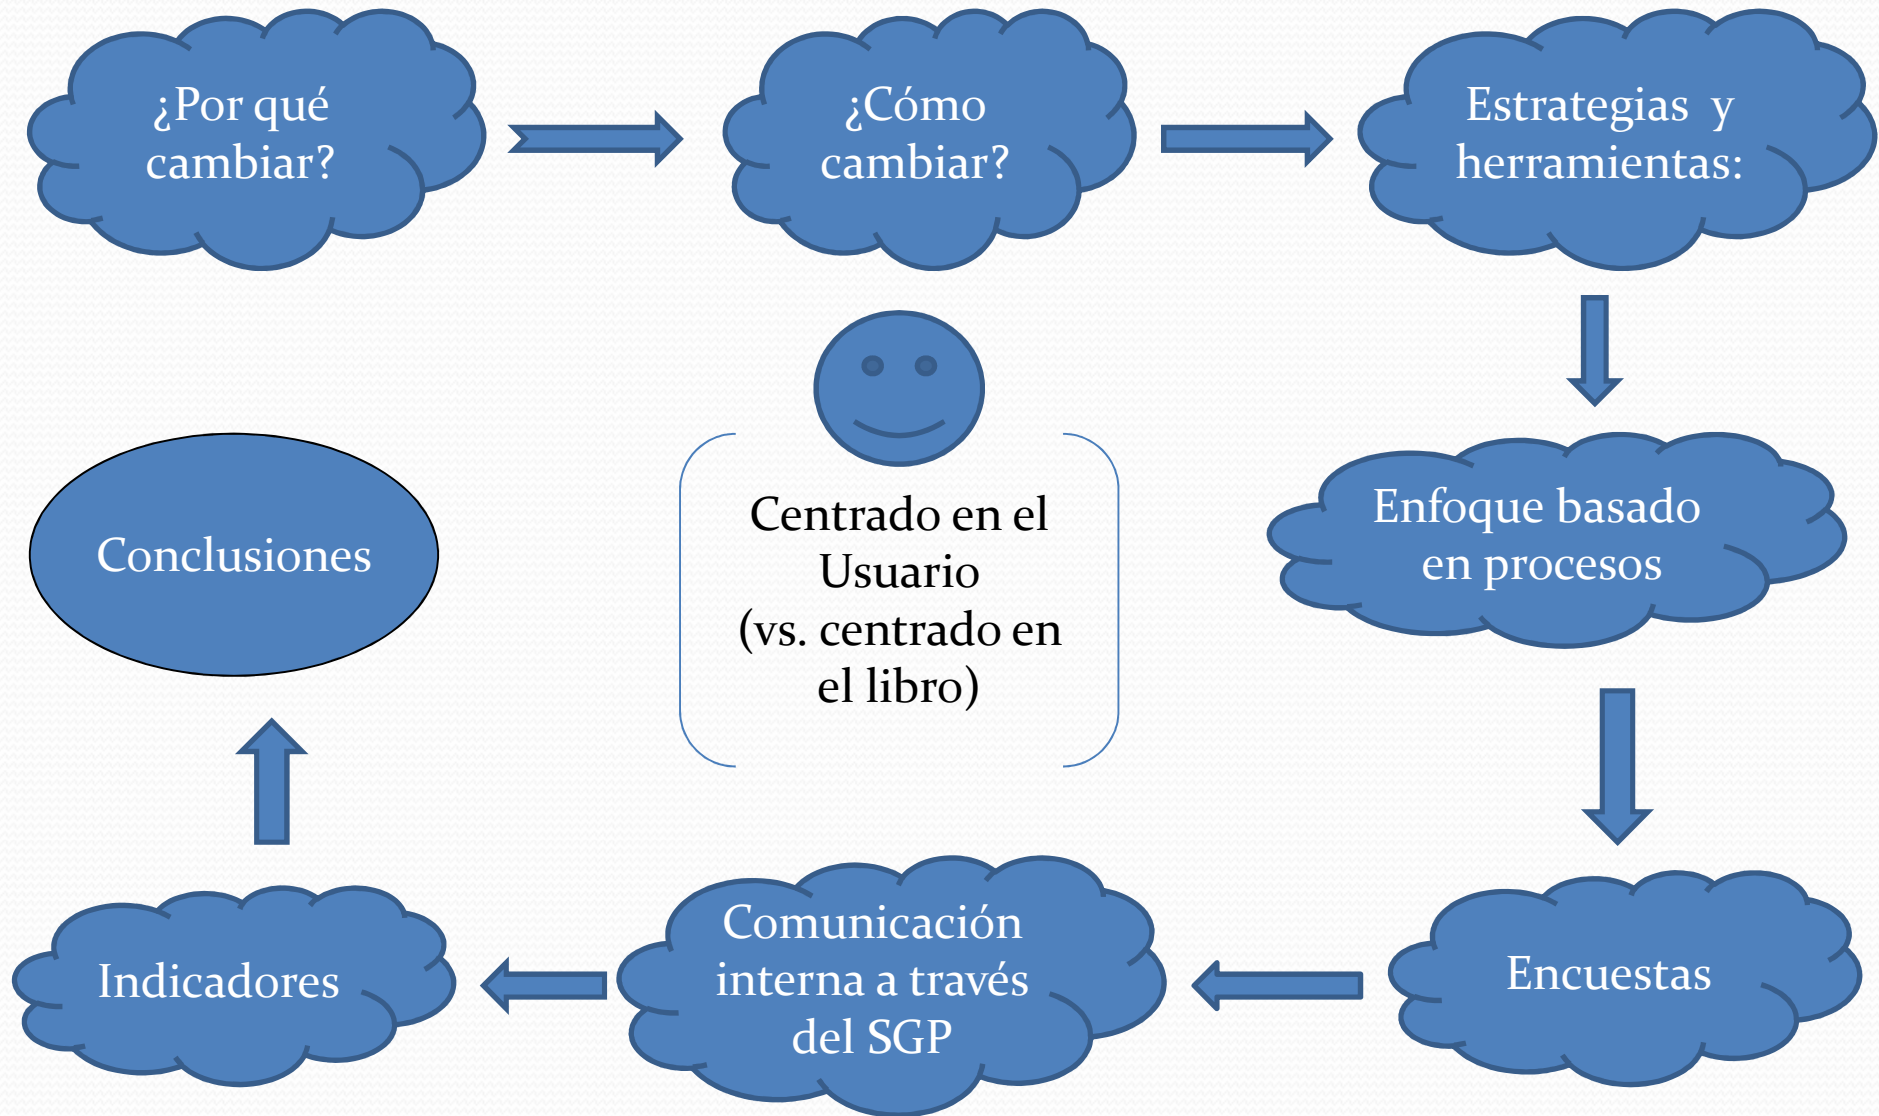 ¿Por qué
cambiar?
¿Cómo
cambiar?
Estrategias y
herramientas:
Enfoque basado
en procesos
Encuestas
Comunicación
interna a través
del SGP
Indicadores
Conclusiones
Centrado en el
Usuario
(vs. centrado en
el libro)